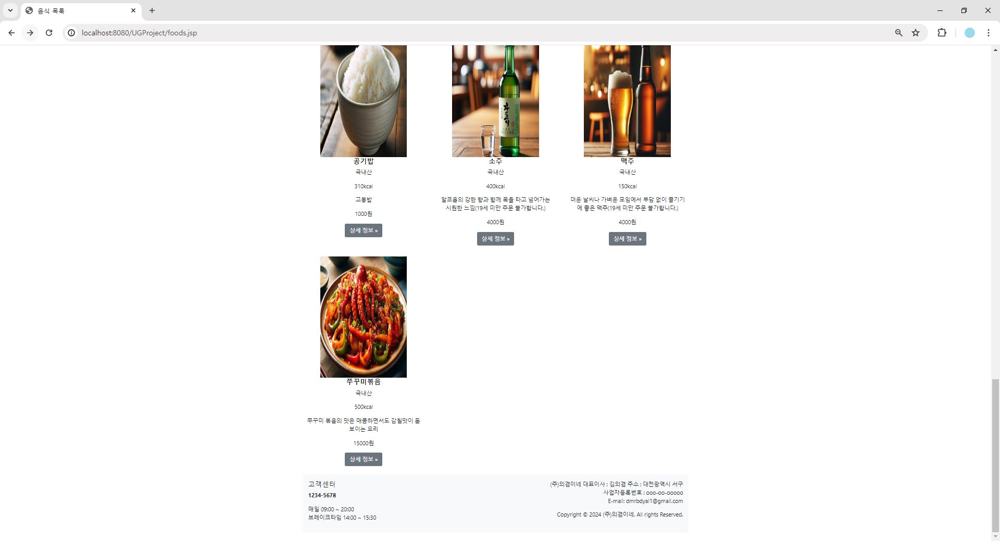 음식 목록
localhost:8080/UGProject/foods.jsp
공기밥
국내산
310kcal
고봉밥
1000원
상세 정보 »
소주
국내산
400kcal
알코올의 강한 향과 함께 목을 타고 넘어가는
시원한 느낌(19세 미만 주문 불가합니다.)
4000원
상세 정보 »
맥주
국내산
150kcal
더운 날씨나 가벼운 모임에서 부담 없이 즐기기
에 좋은 맥주(19세 미만 주문 불가합니다.)
4000원
상세 정보 »
쭈꾸미볶음
국내산
500kcal
쭈꾸미 볶음의 맛은 매콤하면서도 감칠맛이 돋
보이는 요리
15000원
상세 정보 »
고객센터
1234-5678
매일 09:00 ~ 20:00
브레이크타임 14:00 ~ 15:30
(주)의겸이네 대표이사 : 김의겸 주소 : 대전광역시 서구
사업자등록번호 : ooo-oo-ooooo
E-mail: dmrbdyal1@gmail.com
Copyright © 2024 (주)의겸이네. All rights Reserved.